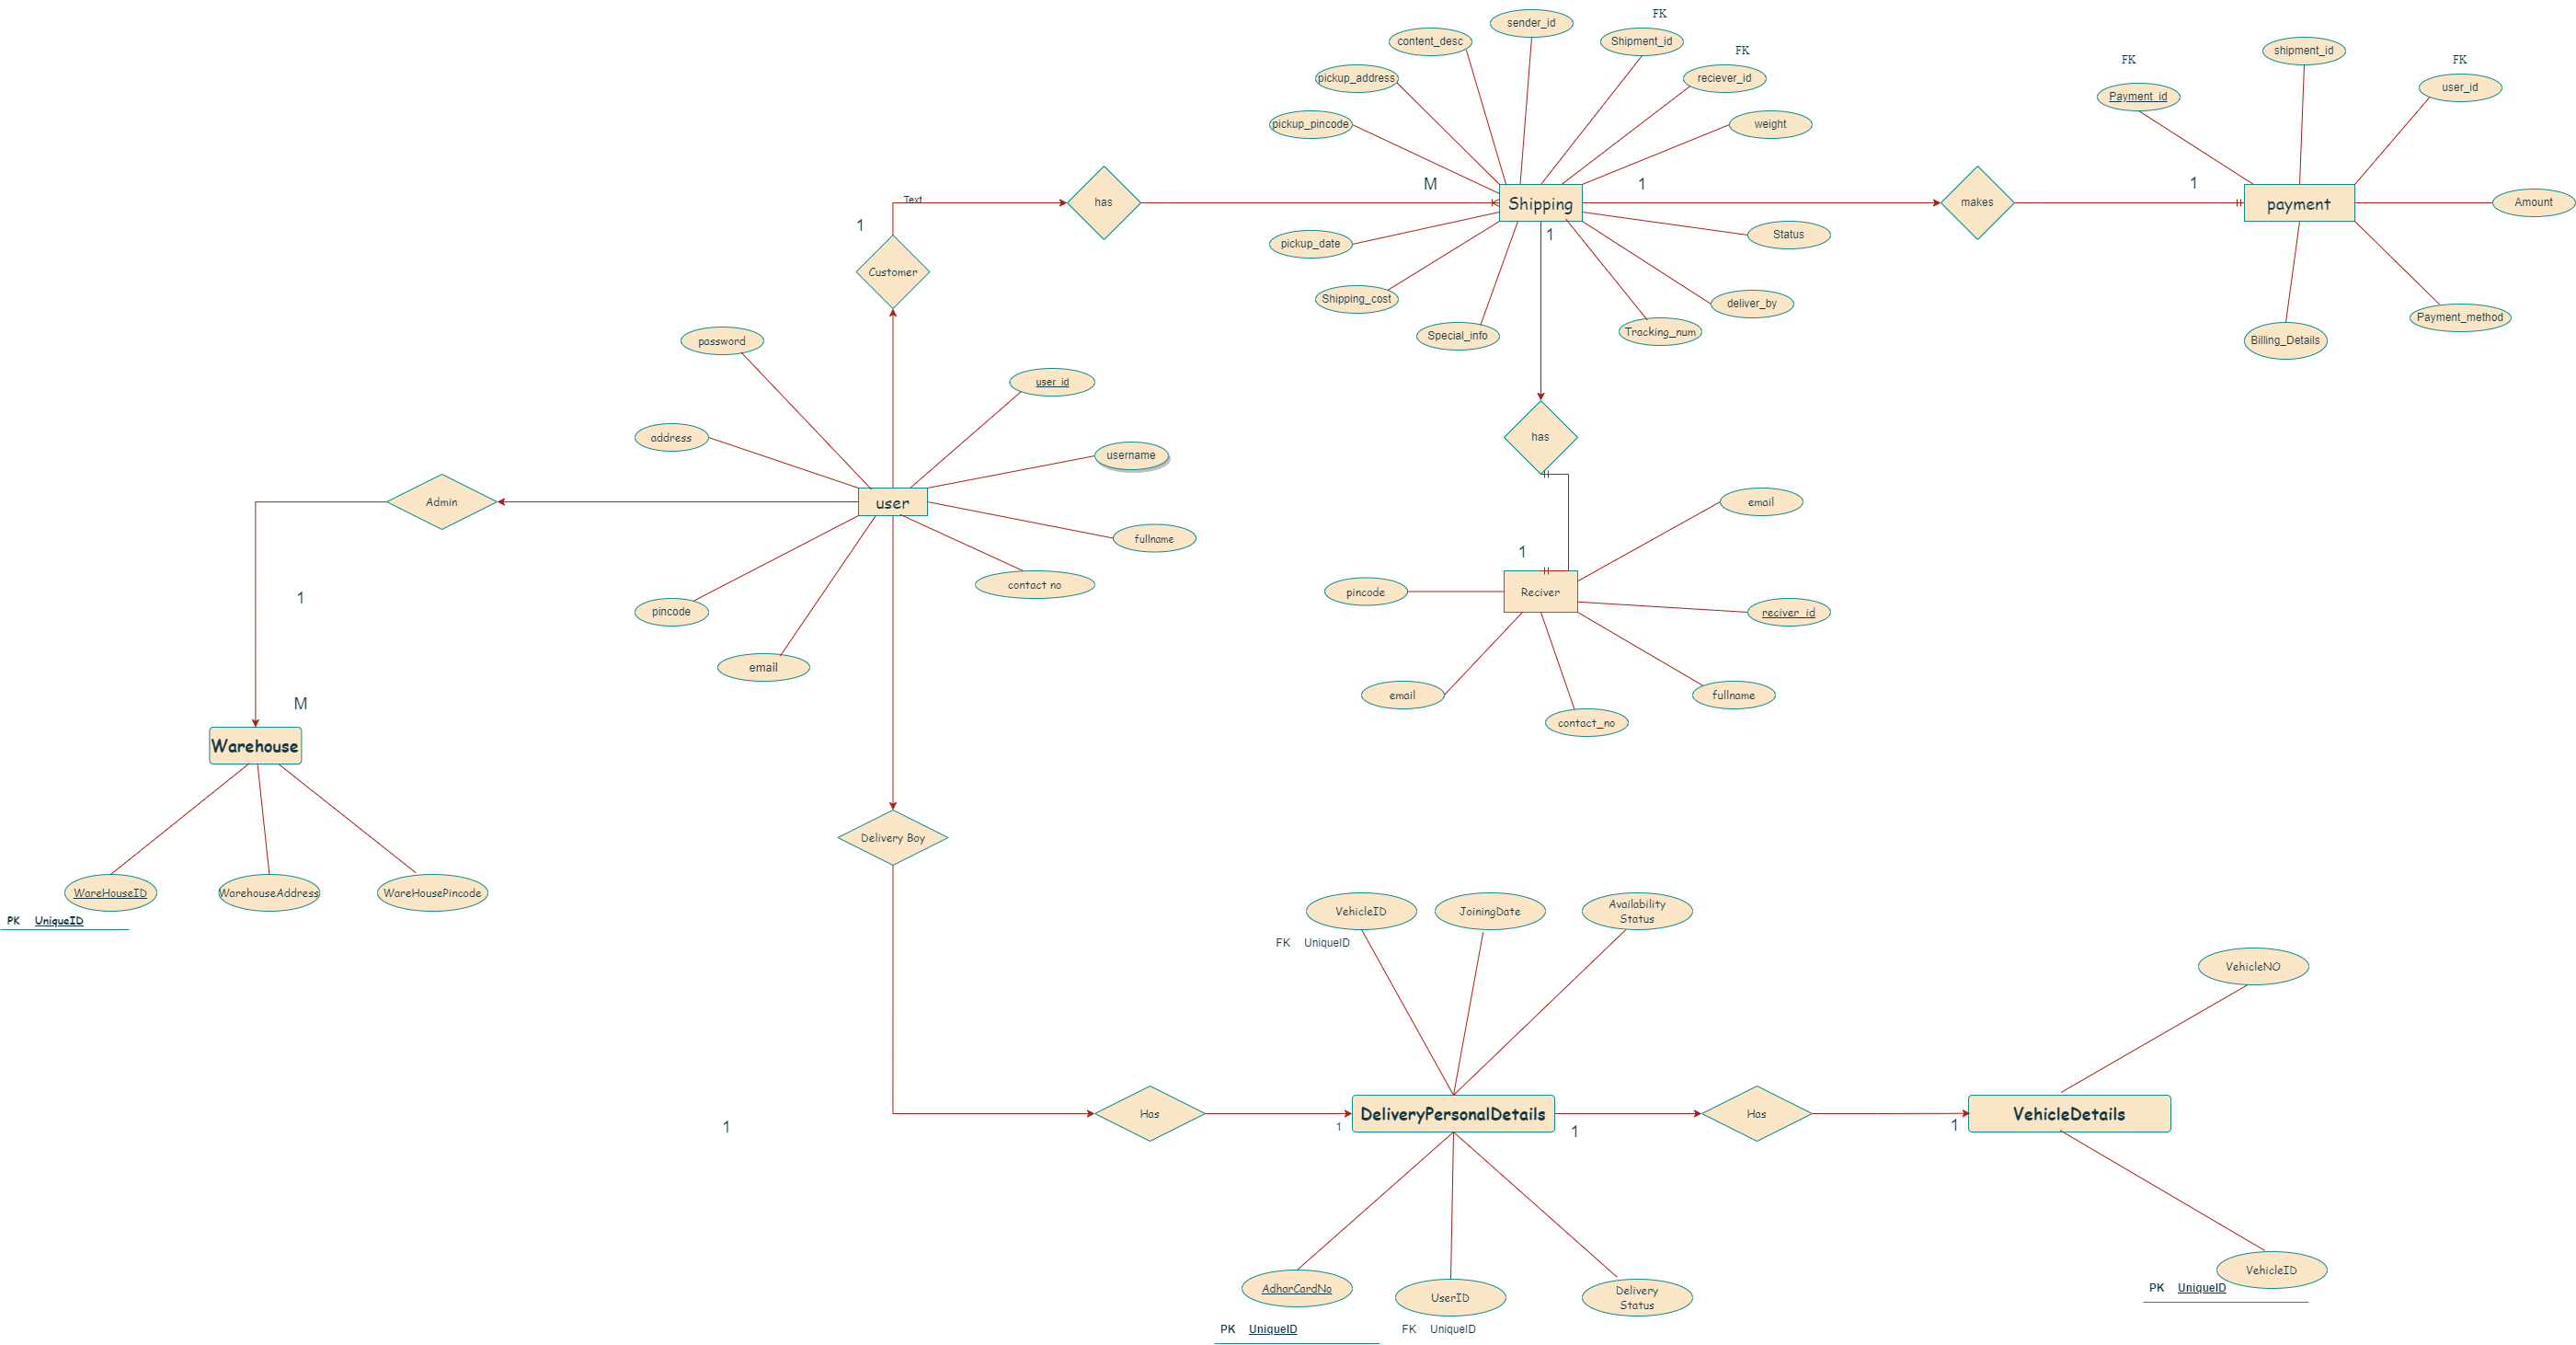 sender_id
FK
content_desc
Shipment_id
FK
shipment_id
FK
FK
pickup_address
reciever_id
user_id
Payment_id
pickup_pincode
weight
M
1
1
Text
has
Shipping
makes
payment
Amount
1
1
Status
pickup_date
Customer
Shipping_cost
deliver_by
Payment_method
Special_info
Tracking_num
Billing_Details
password
user_id
address
has
username
Admin
user
email
fullname
1
contact no
pincode
Reciver
1
pincode
reciver_id
email
email
fullname
M
contact_no
Warehouse
Delivery Boy
WareHouseID
WarehouseAddress
WareHousePincode
PK UniqueID
VehicleID
JoiningDate
Availability
Status
FK UniqueID
VehicleNO
Has
DeliveryPersonalDetails
Has
VehicleDetails
1
1
1
1
VehicleID
PK UniqueID
AdharCardNo
UserID
Delivery
Status
PK UniqueID
FK UniqueID